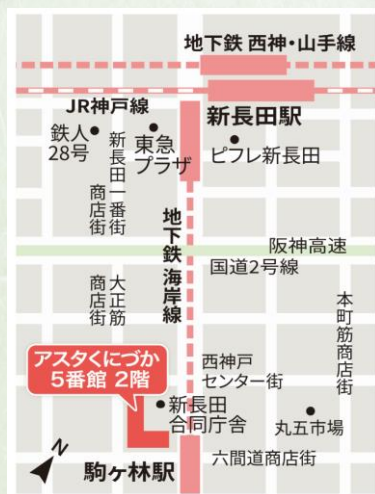 地下鉄 西神・山手線
JR神戸線
新長田駅
鉄人
28号
東急
プラザ
ピフレ新長田
新長田一番街
商店街
地下鉄 海岸線
阪神高速
国道2号線
大正筋
商店街
本町筋商店街
アスタくにづか
5番館 2階
西神戸
センター街
新長田
合同庁舎
丸五市場
六間道商店街
駒ヶ林駅
N